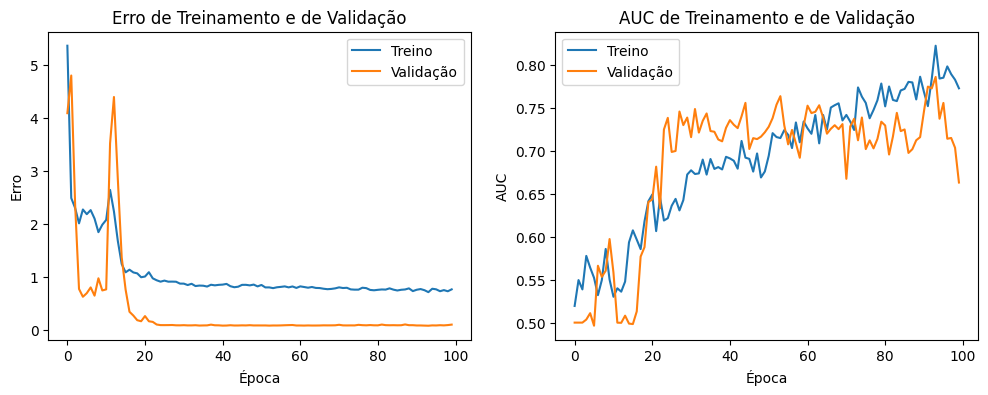 Erro de Treinamento e de Validação
Treino
Validação
5
4
3
2
1
0
Erro
0 20 40 60 80 100
Época
AUC de Treinamento e de Validação
Treino
Validação
0.80
0.75
0.70
0.65
0.60
0.55
0.50
AUC
0 20 40 60 80 100
Época